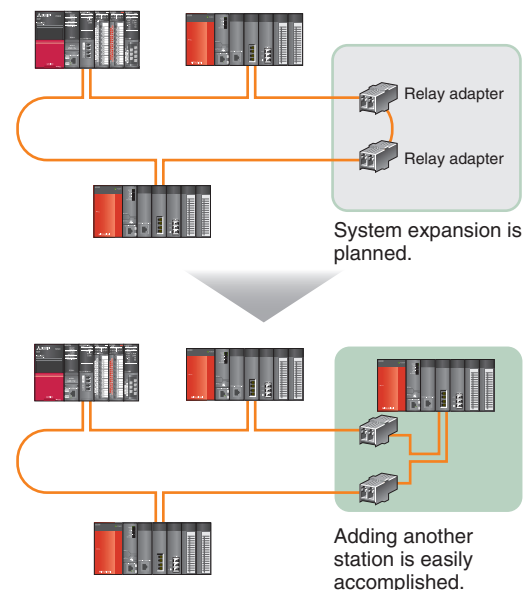 Relay adapter
Relay adapter
System expansion is
planned.
Adding another
station is easily
accomplished.